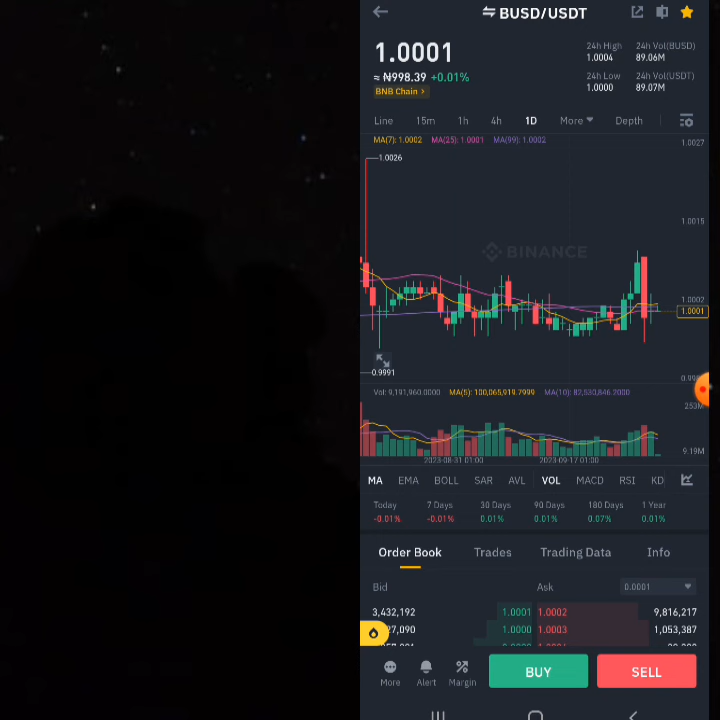 BUSD/USDT
1.0001
≈ ₦998.39 +0.01%
BNB Chain >
24h High
1.0004
24h Vol(BUSD)
89.06M
24h Low
1.0000
24h Vol(USDT)
89.07M
Line 15m 1h 4h 1D More Depth
MA(7): 1.0002 MA(25): 1.0001 MA(99): 1.0002
1.0027
1.0026
1.0015
BINANCE
1.0002
1.0001
0.9991
Vol: 9,191,960.0000 MA(5): 100,065,919.7999 MA(10): 82,530,846.2000
253M
9.19M
2023-08-31 01:00 2023-09-17 01:00
MA EMA BOLL SAR AVL VOL MACD RSI KD
Today 7 Days 30 Days 90 Days 180 Days 1 Year
-0.01% -0.01% 0.01% 0.01% 0.07% 0.01%
Order Book Trades Trading Data Info
Bid Ask 0.0001
3,432,192 1.0001 1.0002 9,816,217
1.0000 1.0003 1,053,387
More Alert Margin BUY SELL